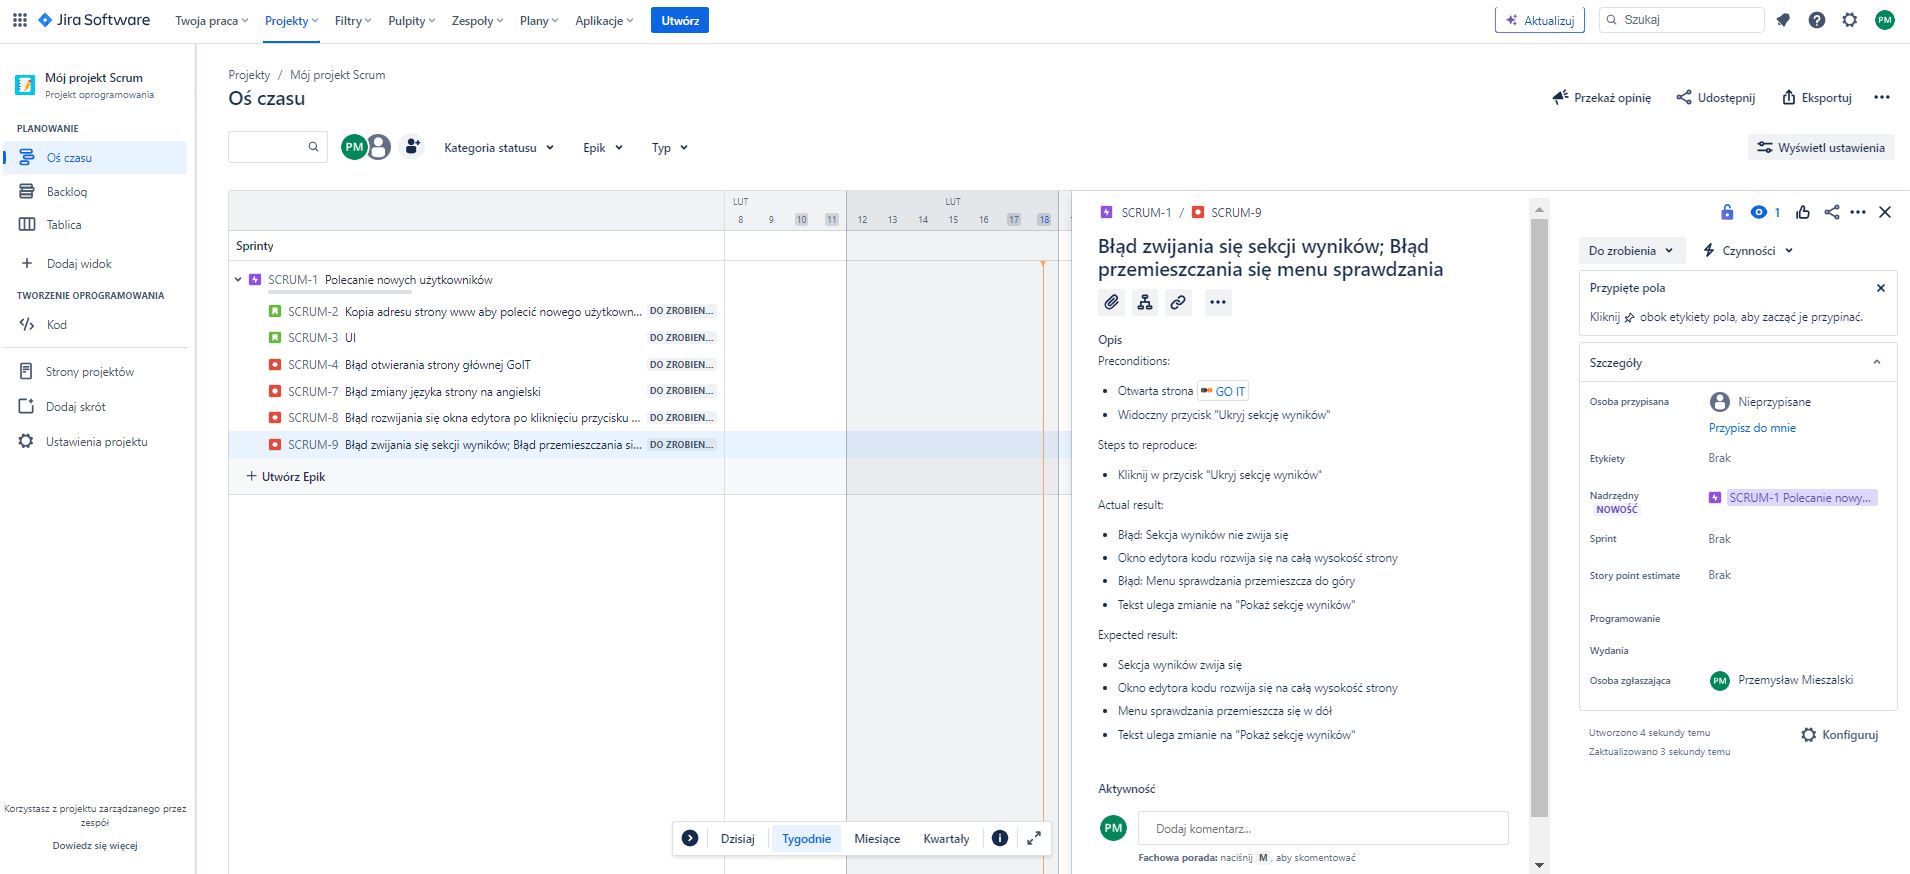 Jira Software
Twoja praca
Projekty
Filtry
Pulpity
Zespoły
Plany
Aplikacje
Utwórz
Aktualizuj
Szukaj
PM
Mój projekt Scrum
Projekt oprogramowania
PLANOWANIE
Oś czasu
Backlog
Tablica
Dodaj widok
TWORZENIE OPROGRAMOWANIA
Kod
Strony projektów
Dodaj skrót
Ustawienia projektu
Korzystasz z projektu zarządzanego przez
zespół
Dowiedz się więcej
Projekty / Mój projekt Scrum
Oś czasu
Przekaż opinię
Udostępnij
Eksportuj
PM
Kategoria statusu
Epik
Typ
Wyświetl ustawienia
LUT
LUT
8 9 10 11 12 13 14 15 16 17 18
Sprinty
SCRUM-1 Polecanie nowych użytkowników
SCRUM-2 Kopia adresu strony www aby polecić nowego użytkown... DO ZROBIEN...
SCRUM-3 UI DO ZROBIEN...
SCRUM-4 Błąd otwierania strony głównej GoIT DO ZROBIEN...
SCRUM-7 Błąd zmiany języka strony na angielski DO ZROBIEN...
SCRUM-8 Błąd rozwijania się okna edytora po kliknięciu przycisku ... DO ZROBIEN...
SCRUM-9 Błąd zwijania się sekcji wyników; Błąd przemieszczania si... DO ZROBIEN...
+ Utwórz Epik
Dzisiaj
Tygodnie
Miesiące
Kwartały
SCRUM-1 / SCRUM-9
Błąd zwijania się sekcji wyników; Błąd
przemieszczania się menu sprawdzania
Opis
Preconditions:
• Otwarta strona GO IT
• Widoczny przycisk "Ukryj sekcję wyników"
Steps to reproduce:
• Kliknij w przycisk "Ukryj sekcję wyników"
Actual result:
• Błąd: Sekcja wyników nie zwija się
• Okno edytora kodu rozwija się na całą wysokość strony
• Błąd: Menu sprawdzania przemieszcza do góry
• Tekst ulega zmianie na "Pokaż sekcję wyników"
Expected result:
• Sekcja wyników zwija się
• Okno edytora kodu rozwija się na całą wysokość strony
• Menu sprawdzania przemieszcza się w dół
• Tekst ulega zmianie na "Pokaż sekcję wyników"
Aktywność
PM
Dodaj komentarz...
Fachowa porada: naciśnij M , aby skomentować
1
Do zrobienia
Czynności
Przypięte pola
Kliknij obok etykiety pola, aby zacząć je przypinać.
Szczegóły
Osoba przypisana Nieprzypisane
Przypisz do mnie
Etykiety Brak
Nadrzędny SCRUM-1 Polecanie nowy...
NOWOŚĆ
Sprint Brak
Story point estimate Brak
Programowanie
Wydania
Osoba zgłaszająca PM Przemysław Mieszalski
Utworzono 4 sekundy temu
Zaktualizowano 3 sekundy temu
Konfiguruj